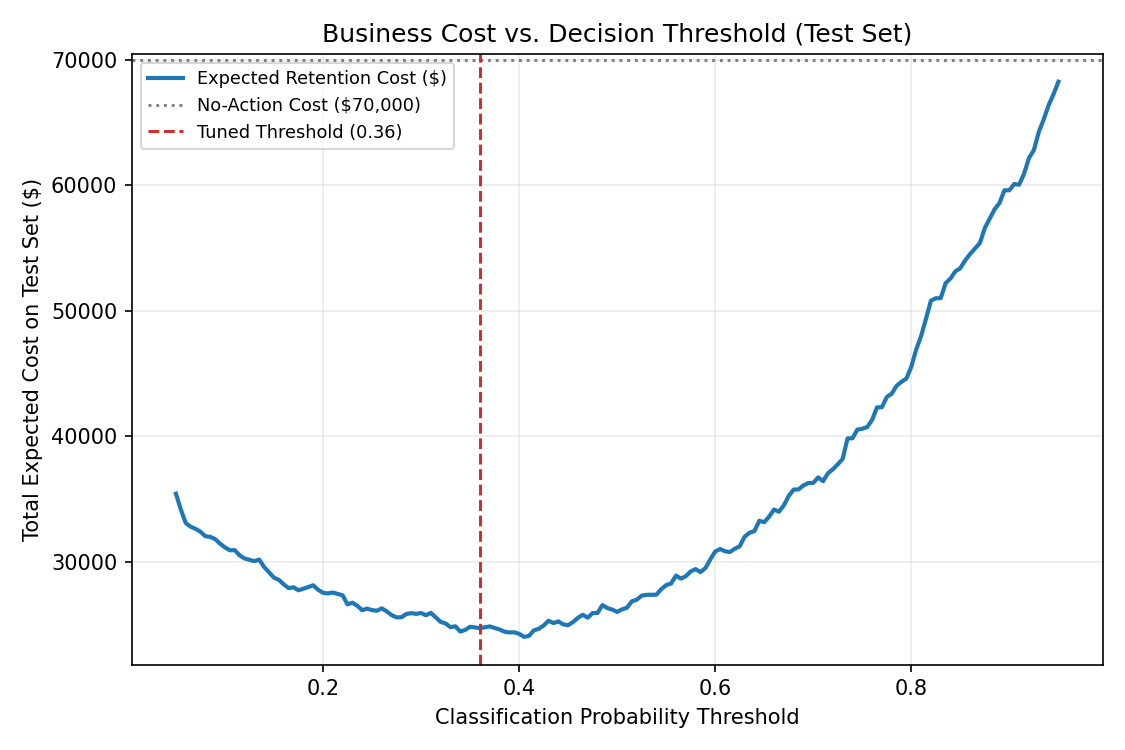 Business Cost vs. Decision Threshold (Test Set)
Total Expected Cost on Test Set ($)
70000
60000
50000
40000
30000
Expected Retention Cost ($)
No-Action Cost ($70,000)
Tuned Threshold (0.36)
0.2
0.4
0.6
0.8
Classification Probability Threshold